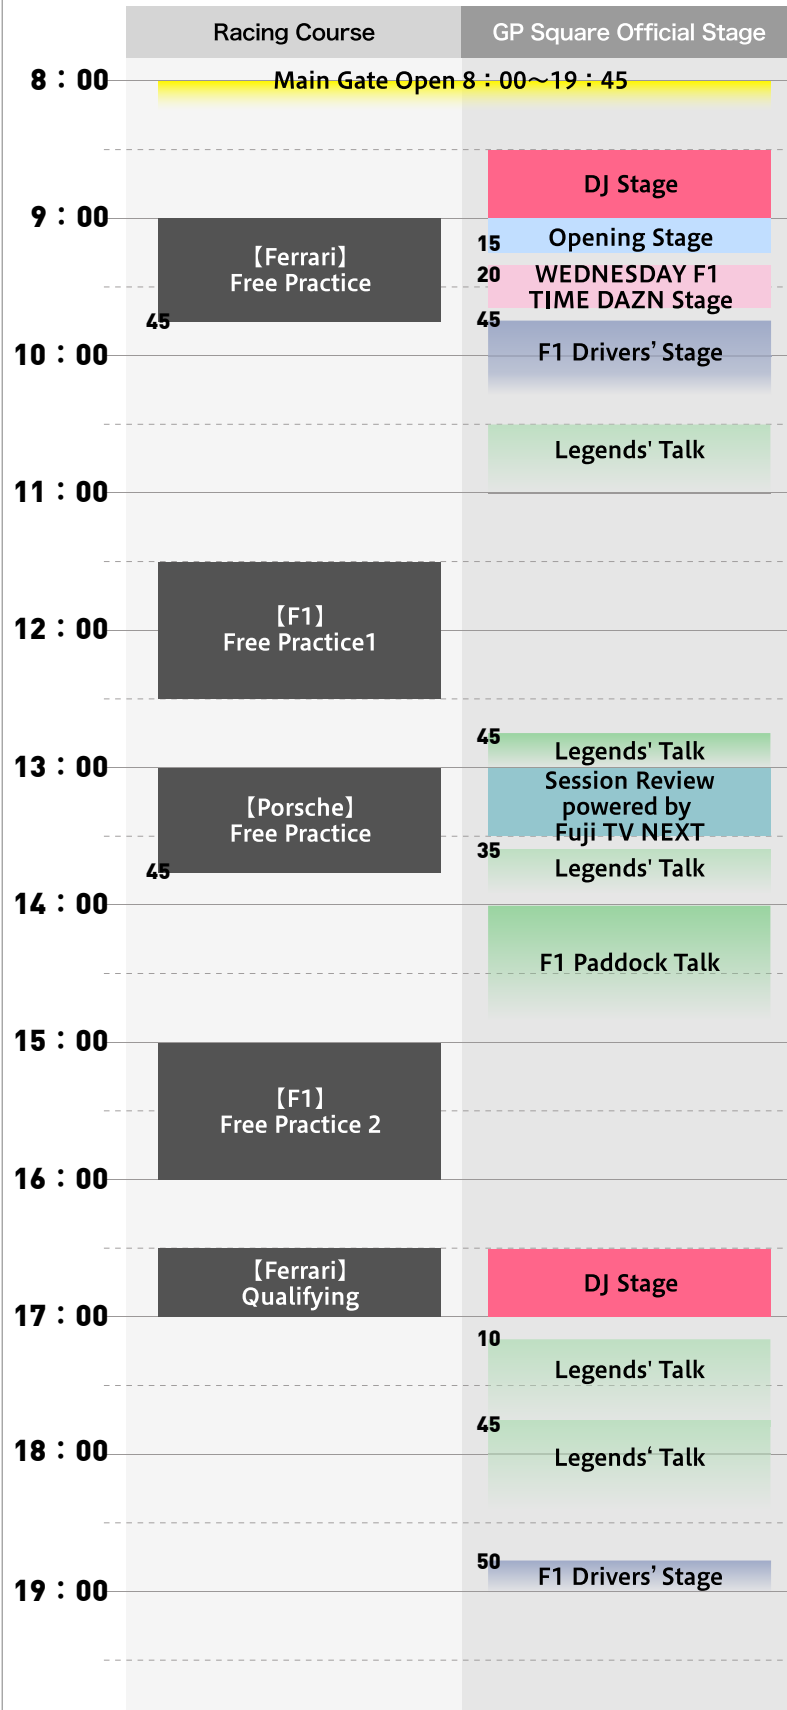 Racing Course
GP Square Official Stage
8：00
Main Gate Open 8：00～19：45
DJ Stage
9：00
【Ferrari】
Free Practice
45
15
Opening Stage
20
WEDNESDAY F1
TIME DAZN Stage
45
10：00
F1 Drivers’ Stage
Legends' Talk
11：00
【F1】
Free Practice1
12：00
45
Legends' Talk
13：00
【Porsche】
Free Practice
45
Session Review
powered by
Fuji TV NEXT
35
Legends' Talk
14：00
F1 Paddock Talk
15：00
【F1】
Free Practice 2
16：00
【Ferrari】
Qualifying
DJ Stage
17：00
10
Legends' Talk
45
18：00
Legends‘ Talk
50
F1 Drivers’ Stage
19：00